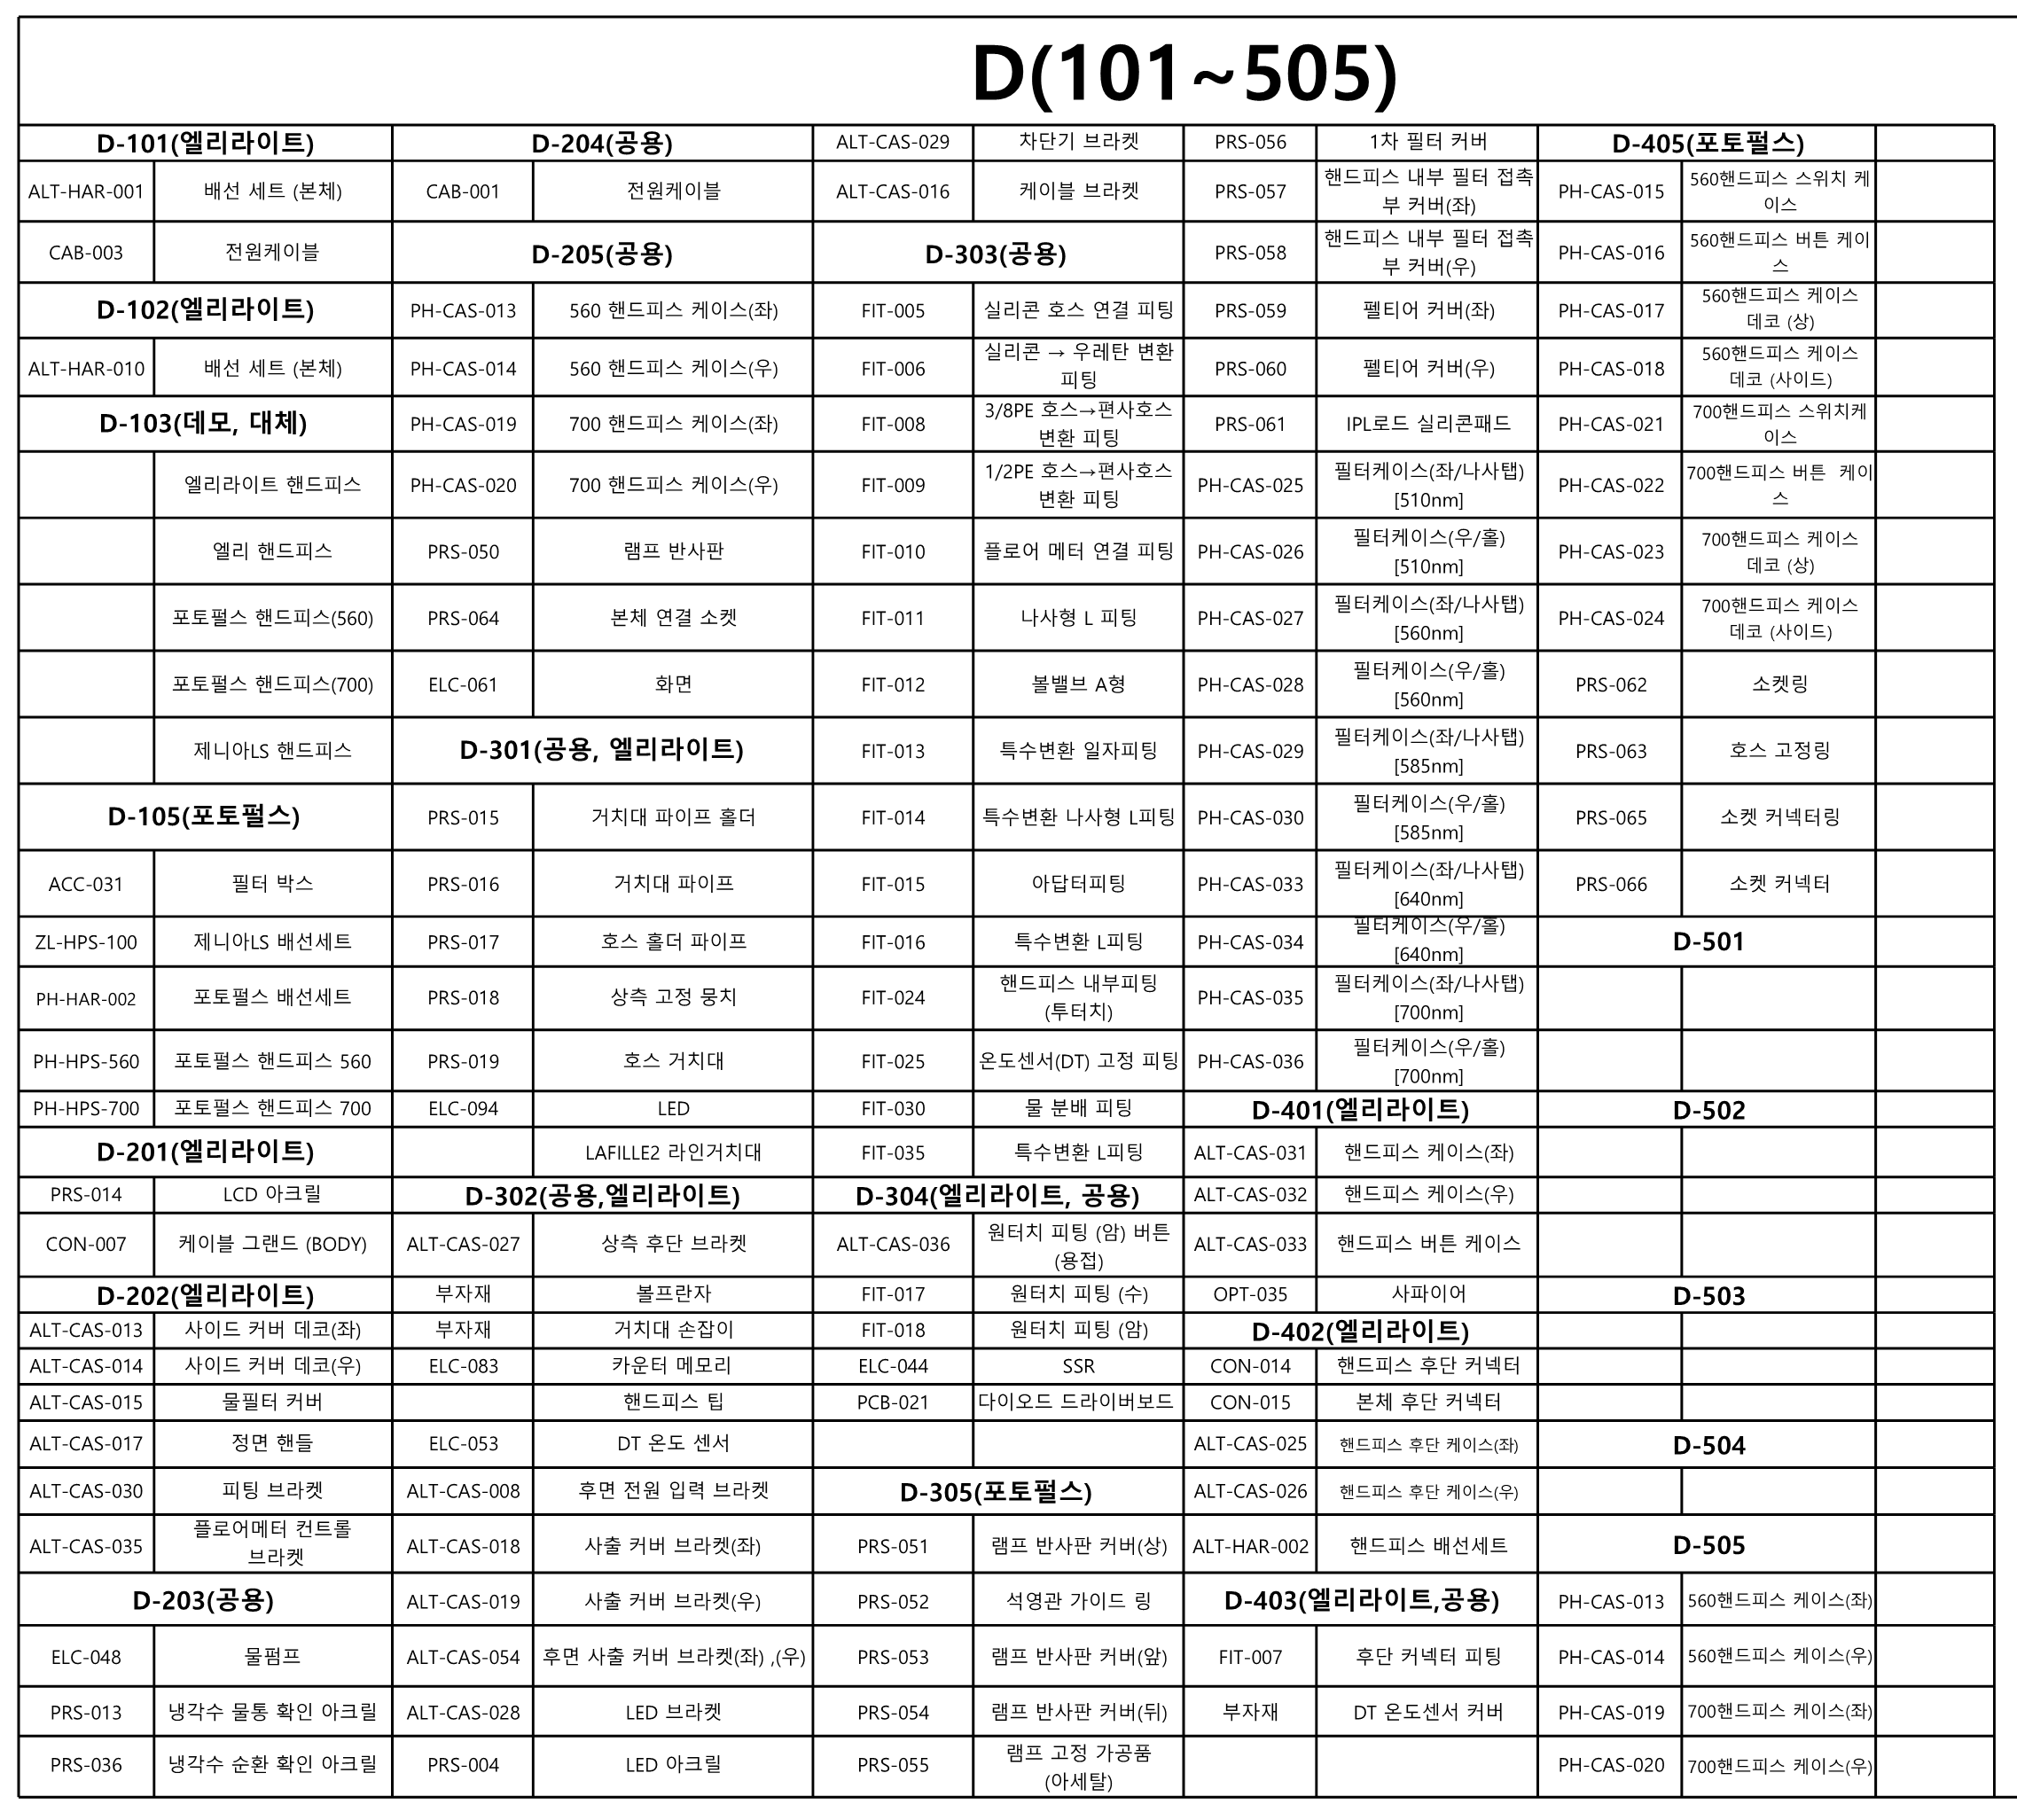 D(101~505)
D-101(엘리라이트)
ALT-HAR-001 배선 세트 (본체)
CAB-003 전원케이블
D-102(엘리라이트)
ALT-HAR-010 배선 세트 (본체)
D-103(데모, 대체)
엘리라이트 핸드피스
엘리 핸드피스
포토펄스 핸드피스(560)
포토펄스 핸드피스(700)
제니아LS 핸드피스
D-105(포토펄스)
ACC-031 필터 박스
ZL-HPS-100 제니아LS 배선세트
PH-HAR-002 포토펄스 배선세트
PH-HPS-560 포토펄스 핸드피스 560
PH-HPS-700 포토펄스 핸드피스 700
D-201(엘리라이트)
PRS-014 LCD 아크릴
CON-007 케이블 그랜드 (BODY)
D-202(엘리라이트)
ALT-CAS-013 사이드 커버 데코(좌)
ALT-CAS-014 사이드 커버 데코(우)
ALT-CAS-015 물필터 커버
ALT-CAS-017 정면 핸들
ALT-CAS-030 피팅 브라켓
ALT-CAS-035 플로어메터 컨트롤
브라켓
D-203(공용)
ELC-048 물펌프
PRS-013 냉각수 물통 확인 아크릴
PRS-036 냉각수 순환 확인 아크릴
D-204(공용)
CAB-001 전원케이블
D-205(공용)
PH-CAS-013 560 핸드피스 케이스(좌)
PH-CAS-014 560 핸드피스 케이스(우)
PH-CAS-019 700 핸드피스 케이스(좌)
PH-CAS-020 700 핸드피스 케이스(우)
PRS-050 램프 반사판
PRS-064 본체 연결 소켓
ELC-061 화면
D-301(공용, 엘리라이트)
PRS-015 거치대 파이프 홀더
PRS-016 거치대 파이프
PRS-017 호스 홀더 파이프
PRS-018 상측 고정 뭉치
PRS-019 호스 거치대
ELC-094 LED
LAFILLE2 라인거치대
D-302(공용,엘리라이트)
ALT-CAS-027 상측 후단 브라켓
부자재 볼프란자
부자재 거치대 손잡이
ELC-083 카운터 메모리
핸드피스 팁
ELC-053 DT 온도 센서
ALT-CAS-008 후면 전원 입력 브라켓
ALT-CAS-018 사출 커버 브라켓(좌)
ALT-CAS-019 사출 커버 브라켓(우)
ALT-CAS-054 후면 사출 커버 브라켓(좌) ,(우)
ALT-CAS-028 LED 브라켓
PRS-004 LED 아크릴
ALT-CAS-029 차단기 브라켓
ALT-CAS-016 케이블 브라켓
D-303(공용)
FIT-005 실리콘 호스 연결 피팅
FIT-006 실리콘 → 우레탄 변환
피팅
FIT-008 3/8PE 호스→편사호스
변환 피팅
FIT-009 1/2PE 호스→편사호스
변환 피팅
FIT-010 플로어 메터 연결 피팅
FIT-011 나사형 L 피팅
FIT-012 볼밸브 A형
FIT-013 특수변환 일자피팅
FIT-014 특수변환 나사형 L피팅
FIT-015 아답터피팅
FIT-016 특수변환 L피팅
FIT-024 핸드피스 내부피팅
(투터치)
FIT-025 온도센서(DT) 고정 피팅
FIT-030 물 분배 피팅
FIT-035 특수변환 L피팅
D-304(엘리라이트, 공용)
ALT-CAS-036 원터치 피팅 (암) 버튼
(용접)
FIT-017 원터치 피팅 (수)
FIT-018 원터치 피팅 (암)
ELC-044 SSR
PCB-021 다이오드 드라이버보드
D-305(포토펄스)
PRS-051 램프 반사판 커버(상)
PRS-052 석영관 가이드 링
PRS-053 램프 반사판 커버(앞)
PRS-054 램프 반사판 커버(뒤)
PRS-055 램프 고정 가공품
(아세탈)
PRS-056 1차 필터 커버
PRS-057 핸드피스 내부 필터 접촉
부 커버(좌)
PRS-058 핸드피스 내부 필터 접촉
부 커버(우)
PRS-059 펠티어 커버(좌)
PRS-060 펠티어 커버(우)
PRS-061 IPL로드 실리콘패드
PH-CAS-025 필터케이스(좌/나사탭)
[510nm]
PH-CAS-026 필터케이스(우/홀)
[510nm]
PH-CAS-027 필터케이스(좌/나사탭)
[560nm]
PH-CAS-028 필터케이스(우/홀)
[560nm]
PH-CAS-029 필터케이스(좌/나사탭)
[585nm]
PH-CAS-030 필터케이스(우/홀)
[585nm]
PH-CAS-033 필터케이스(좌/나사탭)
[640nm]
PH-CAS-034 필터케이스(우/홀)
[640nm]
PH-CAS-035 필터케이스(좌/나사탭)
[700nm]
PH-CAS-036 필터케이스(우/홀)
[700nm]
D-401(엘리라이트)
ALT-CAS-031 핸드피스 케이스(좌)
ALT-CAS-032 핸드피스 케이스(우)
ALT-CAS-033 핸드피스 버튼 케이스
OPT-035 사파이어
D-402(엘리라이트)
CON-014 핸드피스 후단 커넥터
CON-015 본체 후단 커넥터
ALT-CAS-025 핸드피스 후단 케이스(좌)
ALT-CAS-026 핸드피스 후단 케이스(우)
ALT-HAR-002 핸드피스 배선세트
D-403(엘리라이트,공용)
FIT-007 후단 커넥터 피팅
부자재 DT 온도센서 커버
D-405(포토펄스)
PH-CAS-015 560핸드피스 스위치 케
이스
PH-CAS-016 560핸드피스 버튼 케이
스
PH-CAS-017 560핸드피스 케이스
데코 (상)
PH-CAS-018 560핸드피스 케이스
데코 (사이드)
PH-CAS-021 700핸드피스 스위치케
이스
PH-CAS-022 700핸드피스 버튼 케이
스
PH-CAS-023 700핸드피스 케이스
데코 (상)
PH-CAS-024 700핸드피스 케이스
데코 (사이드)
PRS-062 소켓링
PRS-063 호스 고정링
PRS-065 소켓 커넥터링
PRS-066 소켓 커넥터
D-501
D-502
D-503
D-504
D-505
PH-CAS-013 560핸드피스 케이스(좌)
PH-CAS-014 560핸드피스 케이스(우)
PH-CAS-019 700핸드피스 케이스(좌)
PH-CAS-020 700핸드피스 케이스(우)